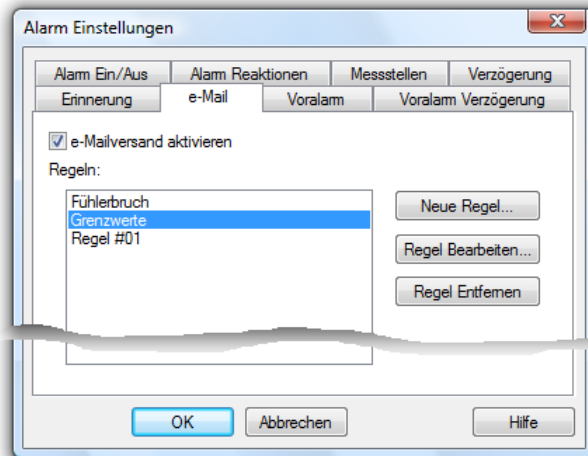 Alarm Einstellungen
Alarm Ein/Aus Alarm Reaktionen Messstellen Verzögerung
Erinnerung e-Mail Voralarm Voralarm Verzögerung
e-Mailversand aktivieren
Regeln:
Fühlerbruch
Grenzwerte
Regel #01
Neue Regel...
Regel Bearbeiten...
Regel Entfernen
OK Abbrechen Hilfe